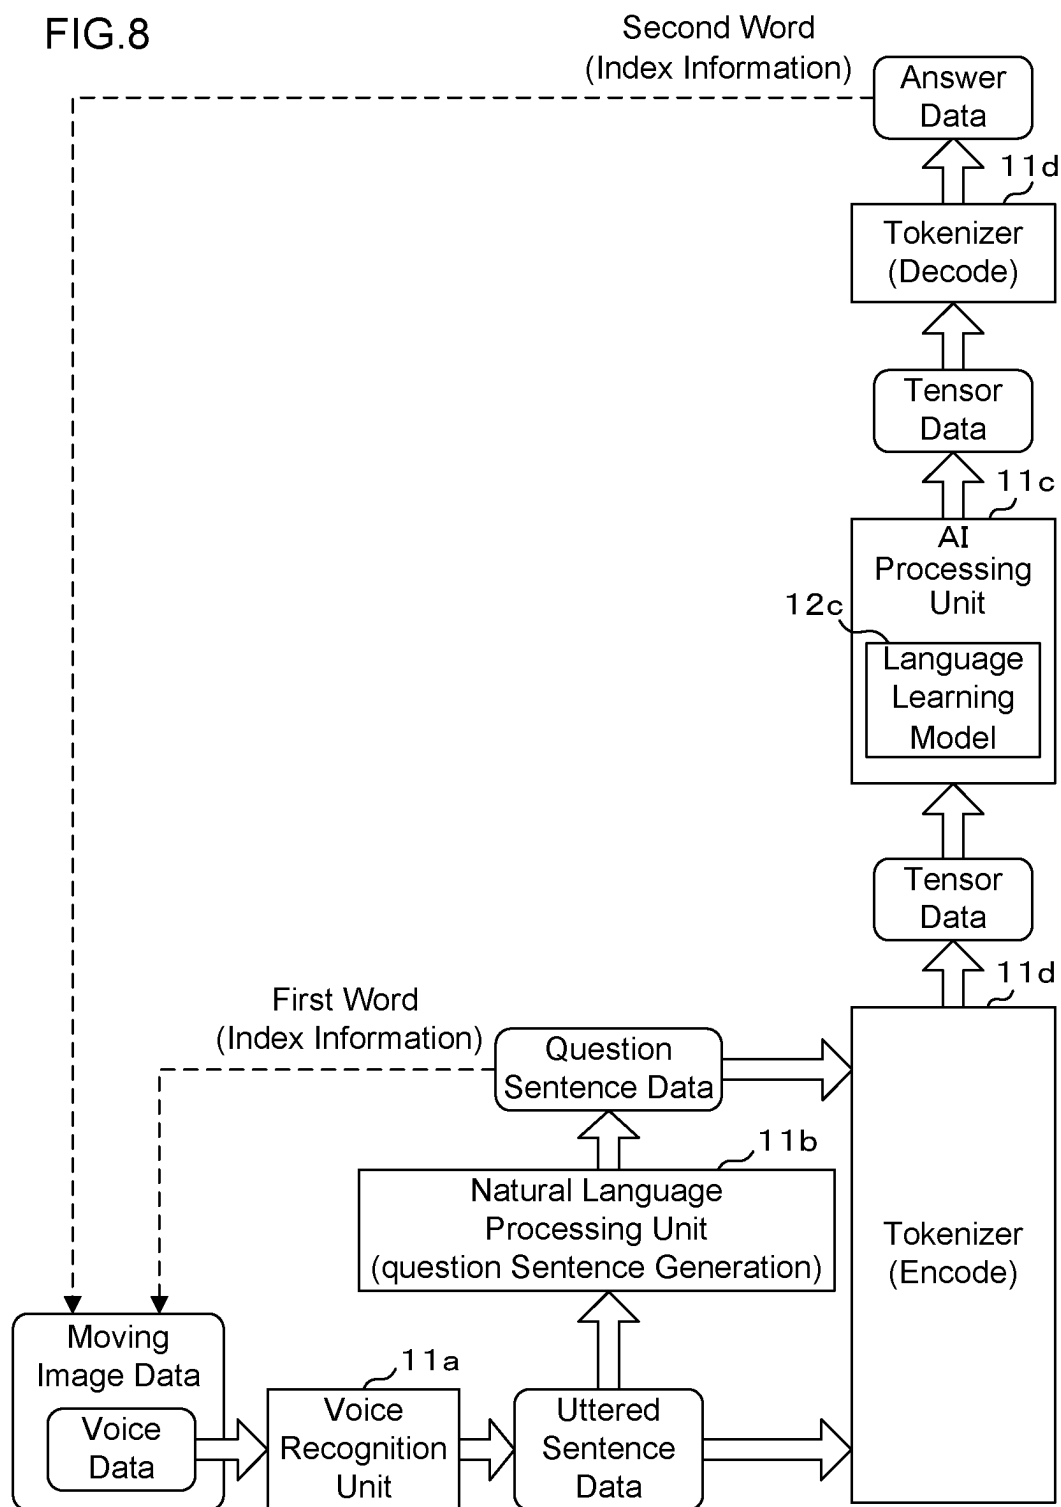 FIG.8
Second Word
(Index Information)
Answer
Data
11d
Tokenizer
(Decode)
Tensor
Data
11c
AI
Processing
Unit
12c
Language
Learning
Model
Tensor
Data
11d
First Word
(Index Information)
Question
Sentence Data
11b
Natural Language
Processing Unit
(question Sentence Generation)
Tokenizer
(Encode)
Moving
Image Data
Voice
Data
11a
Voice
Recognition
Unit
Uttered
Sentence
Data